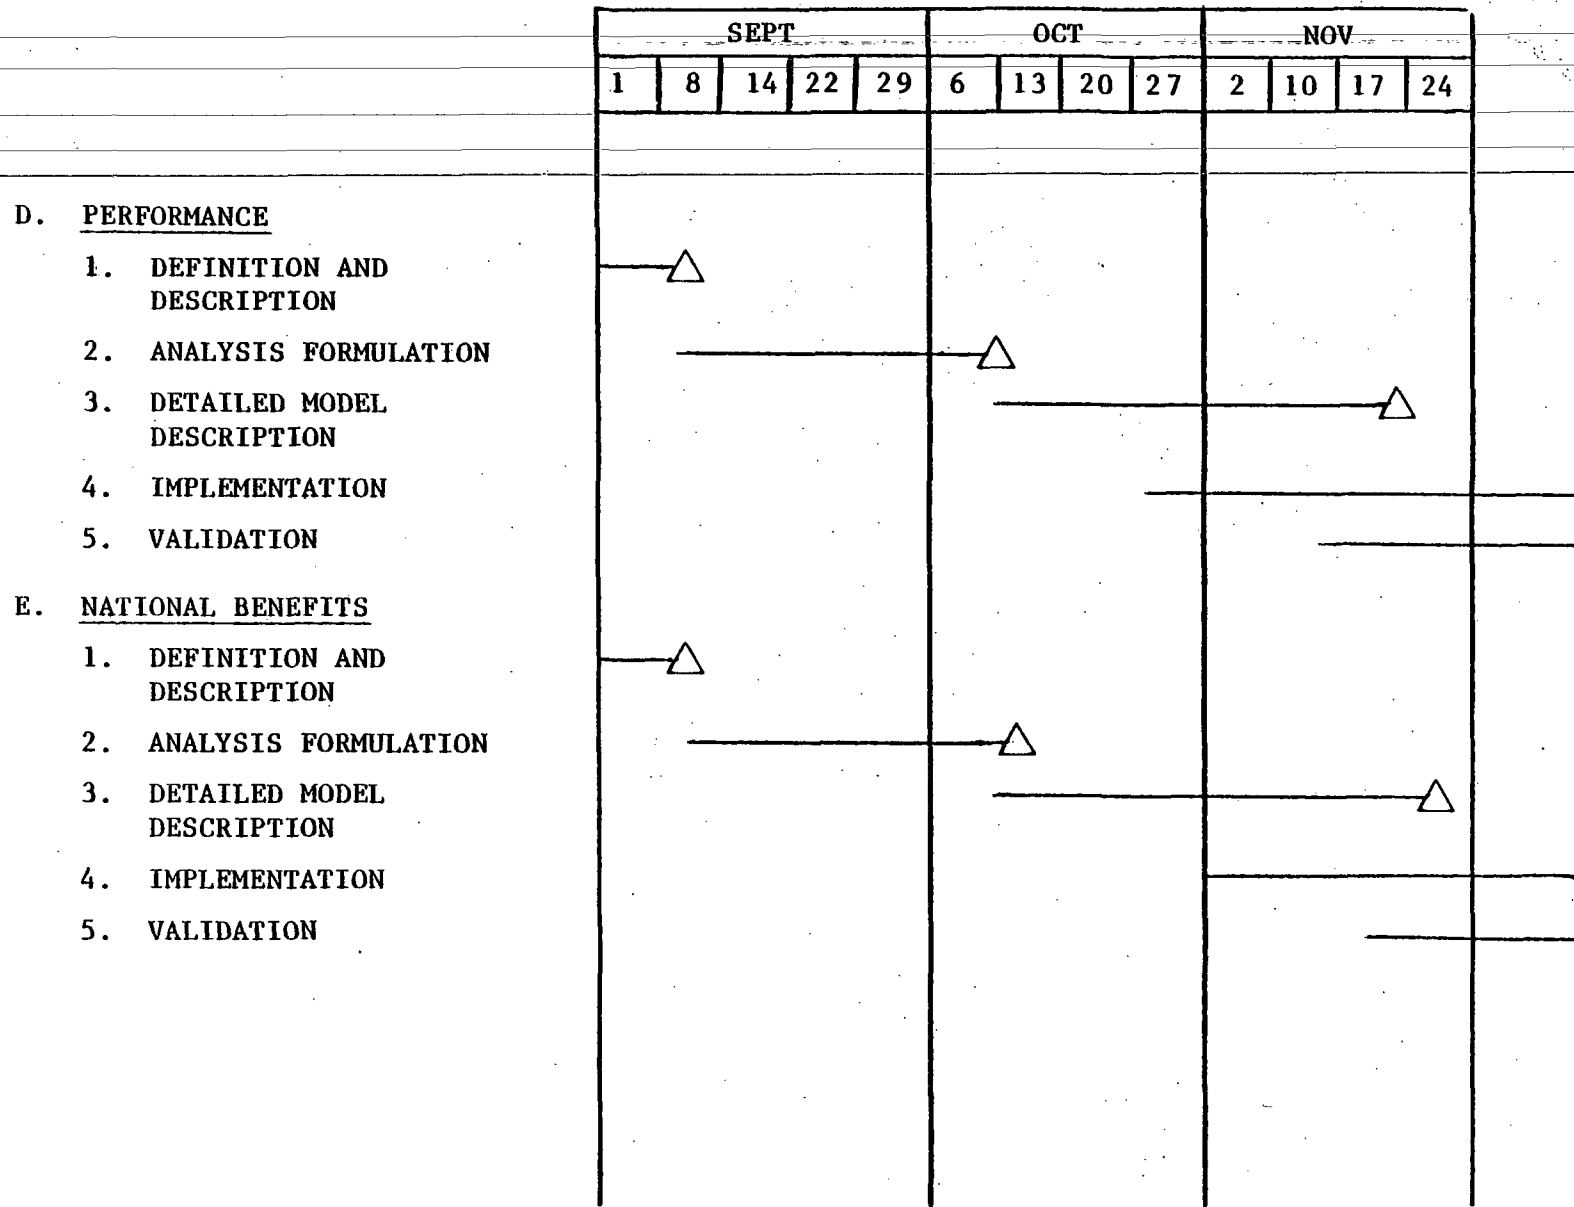 SEPT OCT NOV
1 8 14 22 29 6 13 20 27 2 10 17 24
D. PERFORMANCE
1. DEFINITION AND
DESCRIPTION
2. ANALYSIS FORMULATION
3. DETAILED MODEL
DESCRIPTION
4. IMPLEMENTATION
5. VALIDATION
E. NATIONAL BENEFITS
1. DEFINITION AND
DESCRIPTION
2. ANALYSIS FORMULATION
3. DETAILED MODEL
DESCRIPTION
4. IMPLEMENTATION
5. VALIDATION